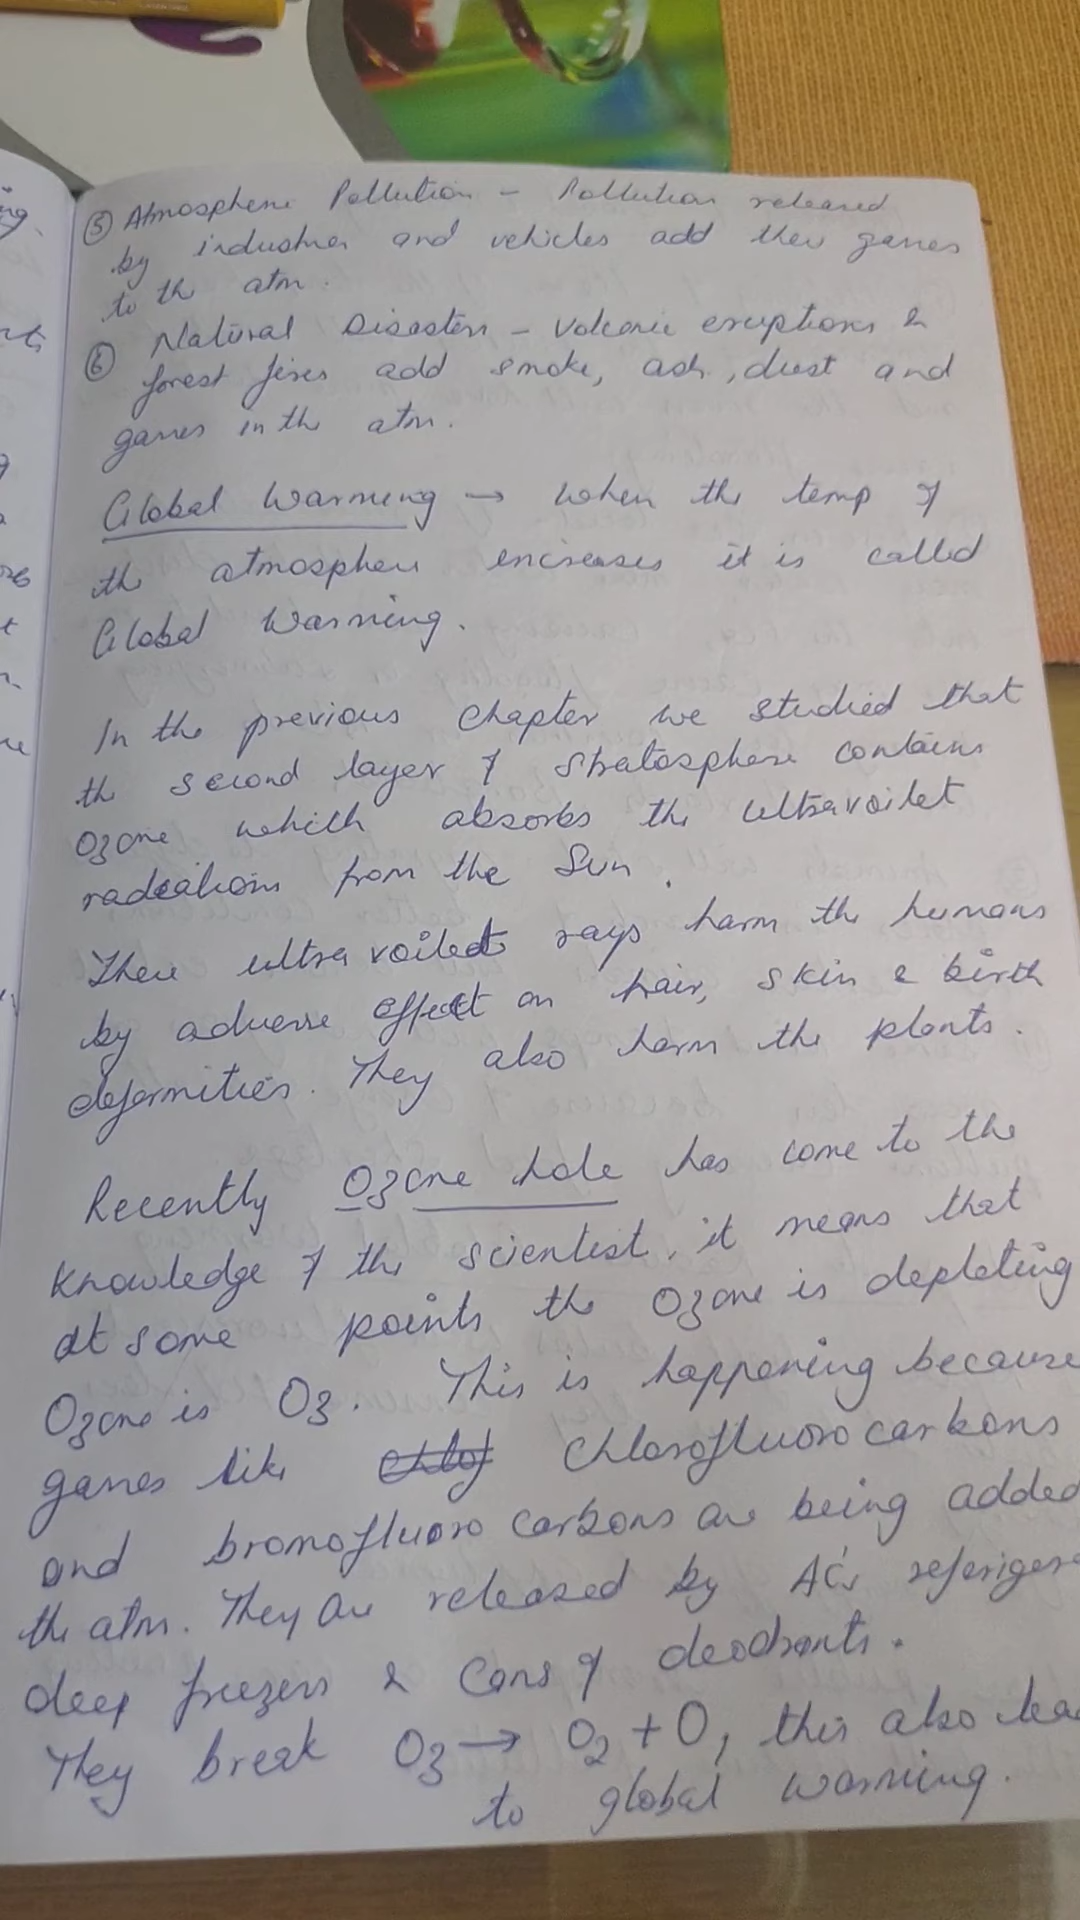 ⑤ Atmosphene Pollution - Pollution released
by industries and vehicles add their gases
to the atm.
⑥ Natural Disasters - Volcanic eruptions &
forest fires add smoke, ash, dust and
gases in the atm.
Global Warming → When the temp of
the atmosphere encreases it is called
Global Warming.
In the previous chapter we studied that
the second layer of stratosphere contains
Ozone which absorbs the ultravoilet
radeations from the Sun.
These ultra voilet rays harm the humans
by adverse effect on hair, skin & birth
deformities. They also harm the plants.
Recently Ozone hole has come to the
Knowledge of the scientist. it means that
at some points the Ozone is depleting
Ozone is O3. This is happening because
gases like Chlorofluoro carbons
and bromofluoro carbons are being added
the atm. They are released by AC's refrigera
deep freezers & Cans of deodrants.
They break O3 → O2 + O, this also lea
to global warming.